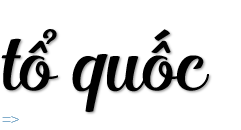 tổ quốc
=>